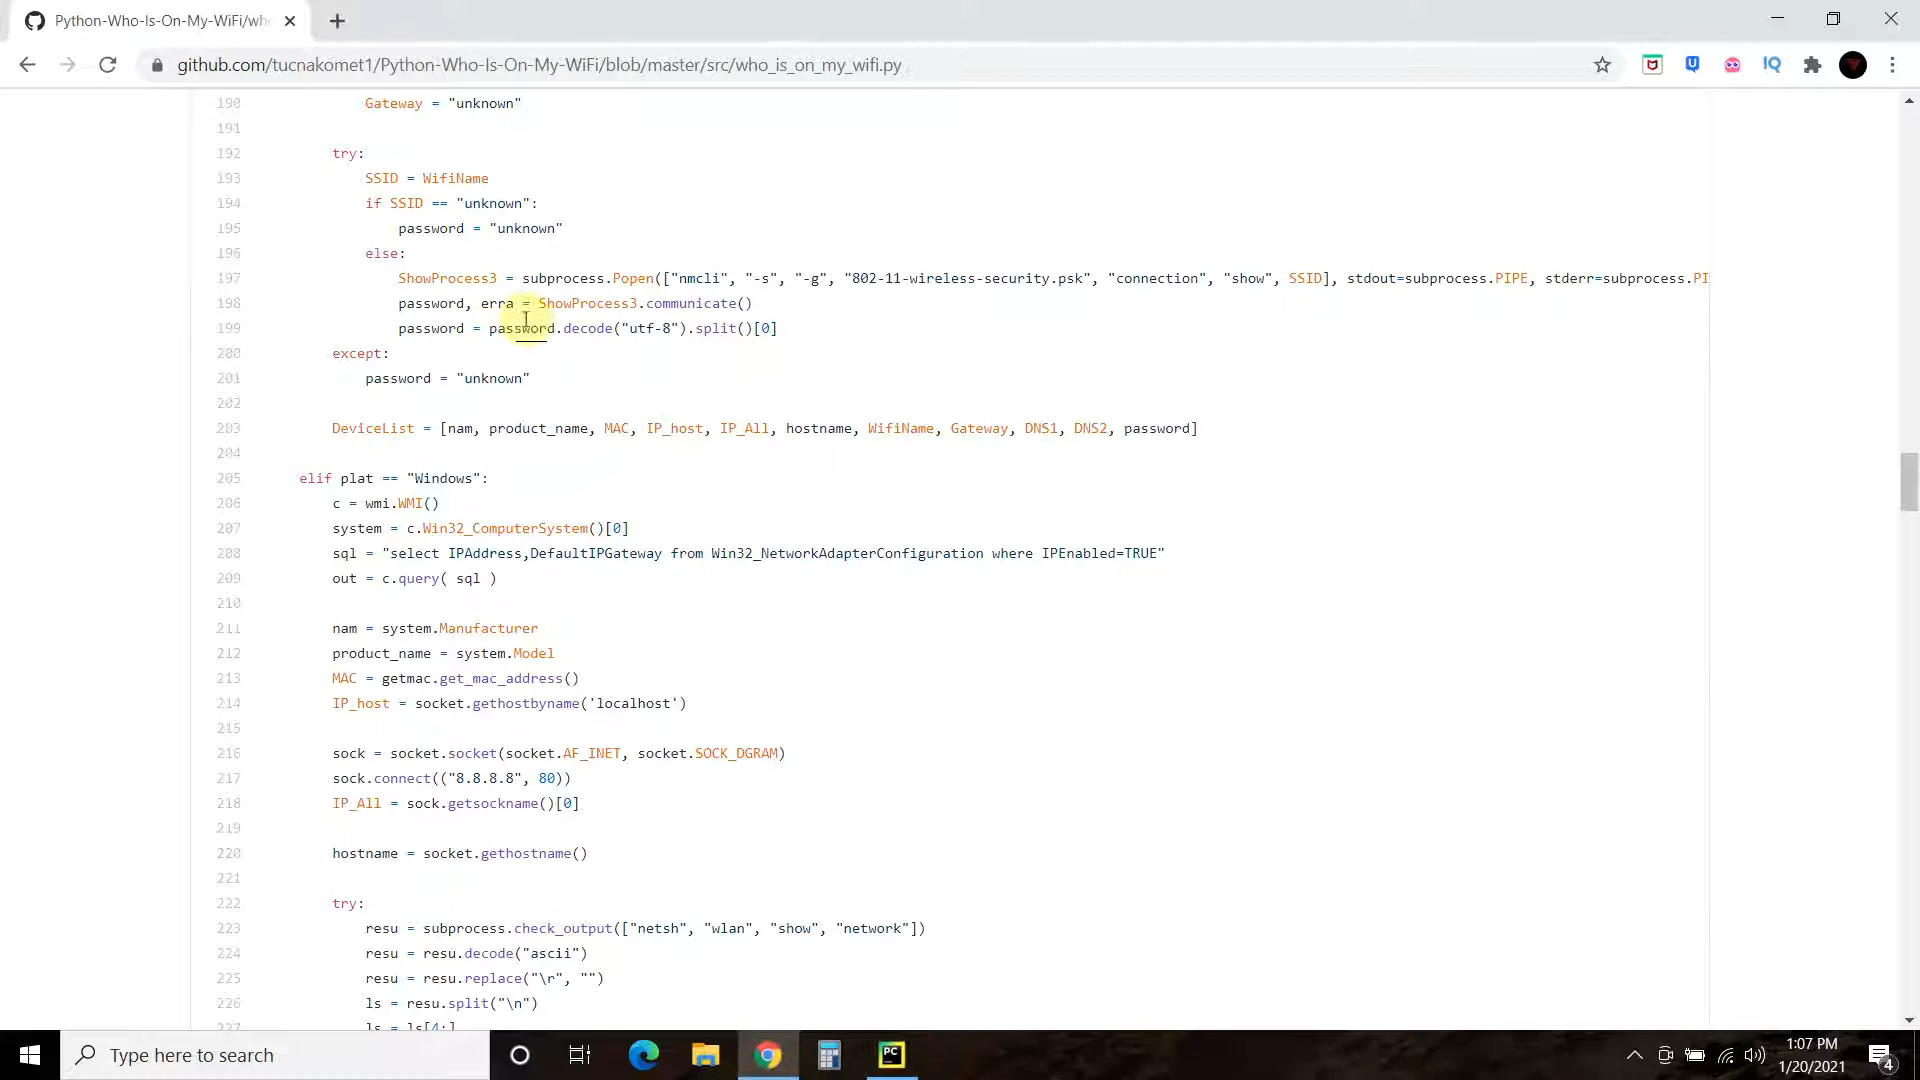 Python-Who-Is-On-My-WiFi/who
github.com/tucnakomet1/Python-Who-Is-On-My-WiFi/blob/master/src/who_is_on_my_wifi.py
190 Gateway = "unknown"
191
192 try:
193 SSID = WifiName
194 if SSID == "unknown":
195 password = "unknown"
196 else:
197 ShowProcess3 = subprocess.Popen(["nmcli", "-s", "-g", "802-11-wireless-security.psk", "connection", "show", SSID], stdout=subprocess.PIPE, stderr=subprocess.PI
198 password, erra = ShowProcess3.communicate()
199 password = password.decode("utf-8").split()[0]
200 except:
201 password = "unknown"
202
203 DeviceList = [nam, product_name, MAC, IP_host, IP_All, hostname, WifiName, Gateway, DNS1, DNS2, password]
204
205 elif plat == "Windows":
206 c = wmi.WMI()
207 system = c.Win32_ComputerSystem()[0]
208 sql = "select IPAddress,DefaultIPGateway from Win32_NetworkAdapterConfiguration where IPEnabled=TRUE"
209 out = c.query( sql )
210
211 nam = system.Manufacturer
212 product_name = system.Model
213 MAC = getmac.get_mac_address()
214 IP_host = socket.gethostbyname('localhost')
215
216 sock = socket.socket(socket.AF_INET, socket.SOCK_DGRAM)
217 sock.connect(("8.8.8.8", 80))
218 IP_All = sock.getsockname()[0]
219
220 hostname = socket.gethostname()
221
222 try:
223 resu = subprocess.check_output(["netsh", "wlan", "show", "network"])
224 resu = resu.decode("ascii")
225 resu = resu.replace("\r", "")
226 ls = resu.split("\n")
227 ls = ls[4:]
Type here to search
PC
1:07 PM
1/20/2021
4